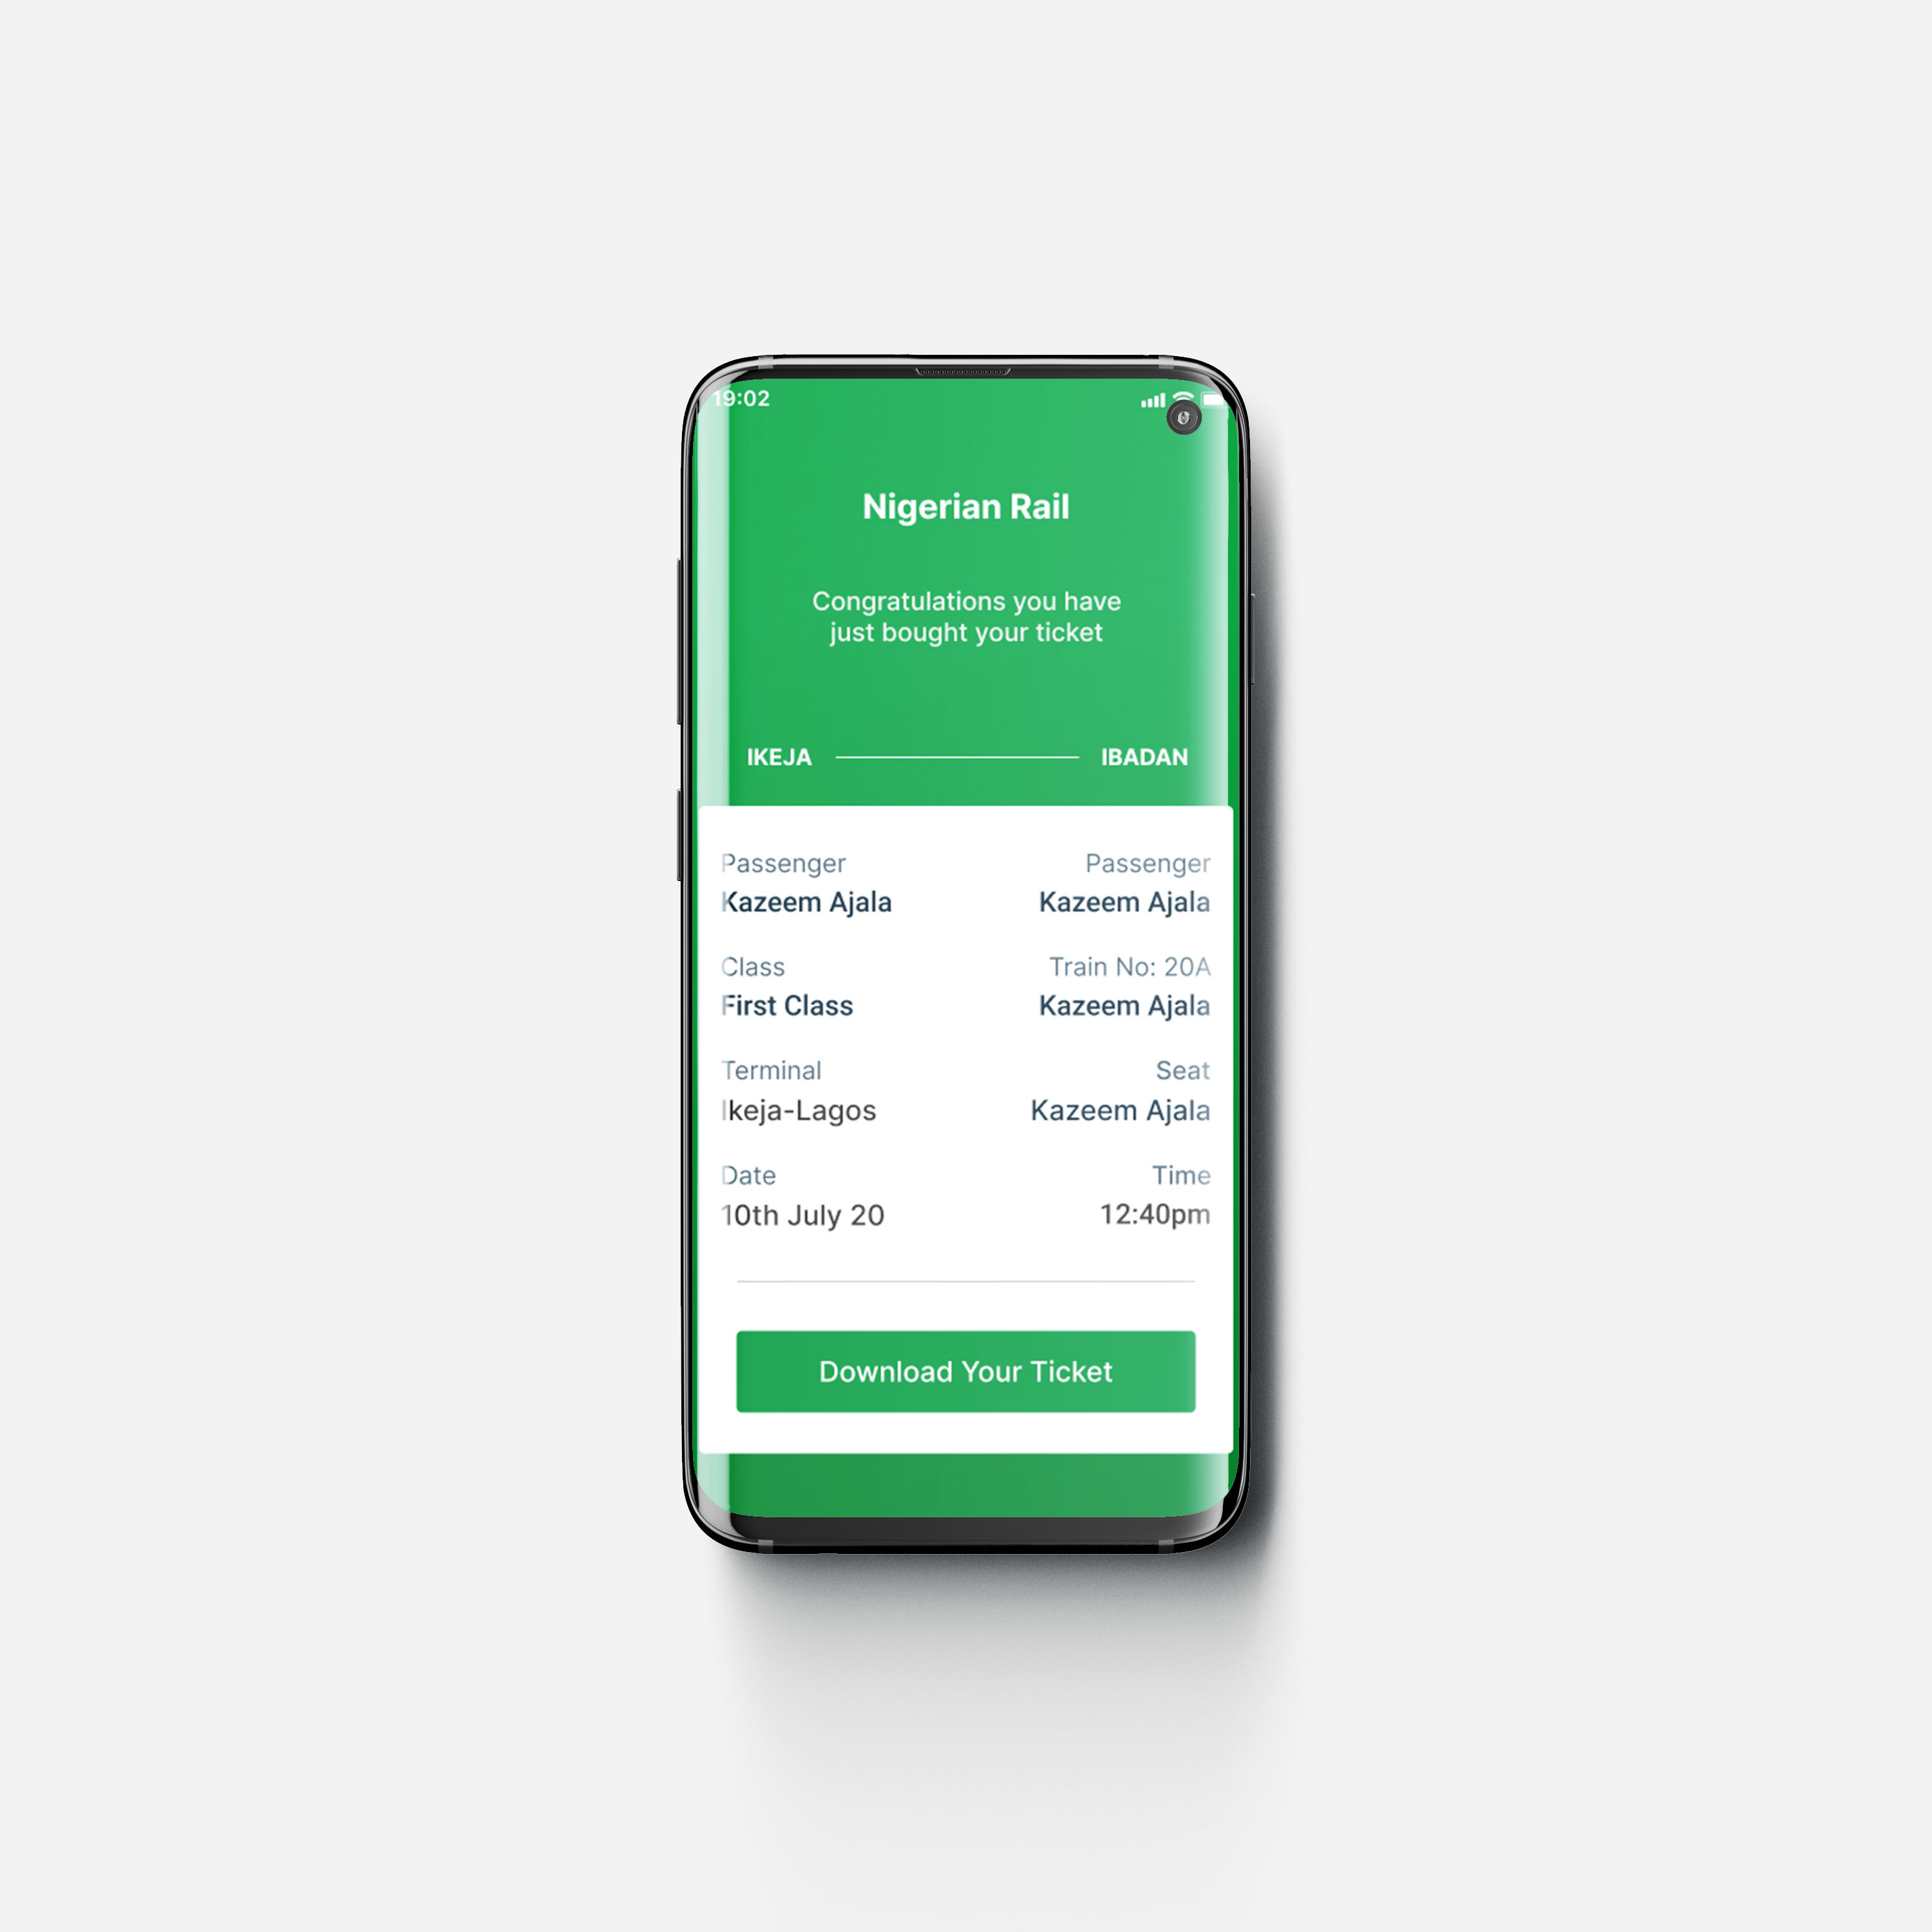 19:02
Nigerian Rail
Congratulations you have
just bought your ticket
IKEJA IBADAN
Passenger Passenger
Kazeem Ajala Kazeem Ajala
Class Train No: 20A
First Class Kazeem Ajala
Terminal Seat
Ikeja-Lagos Kazeem Ajala
Date Time
10th July 20 12:40pm
Download Your Ticket